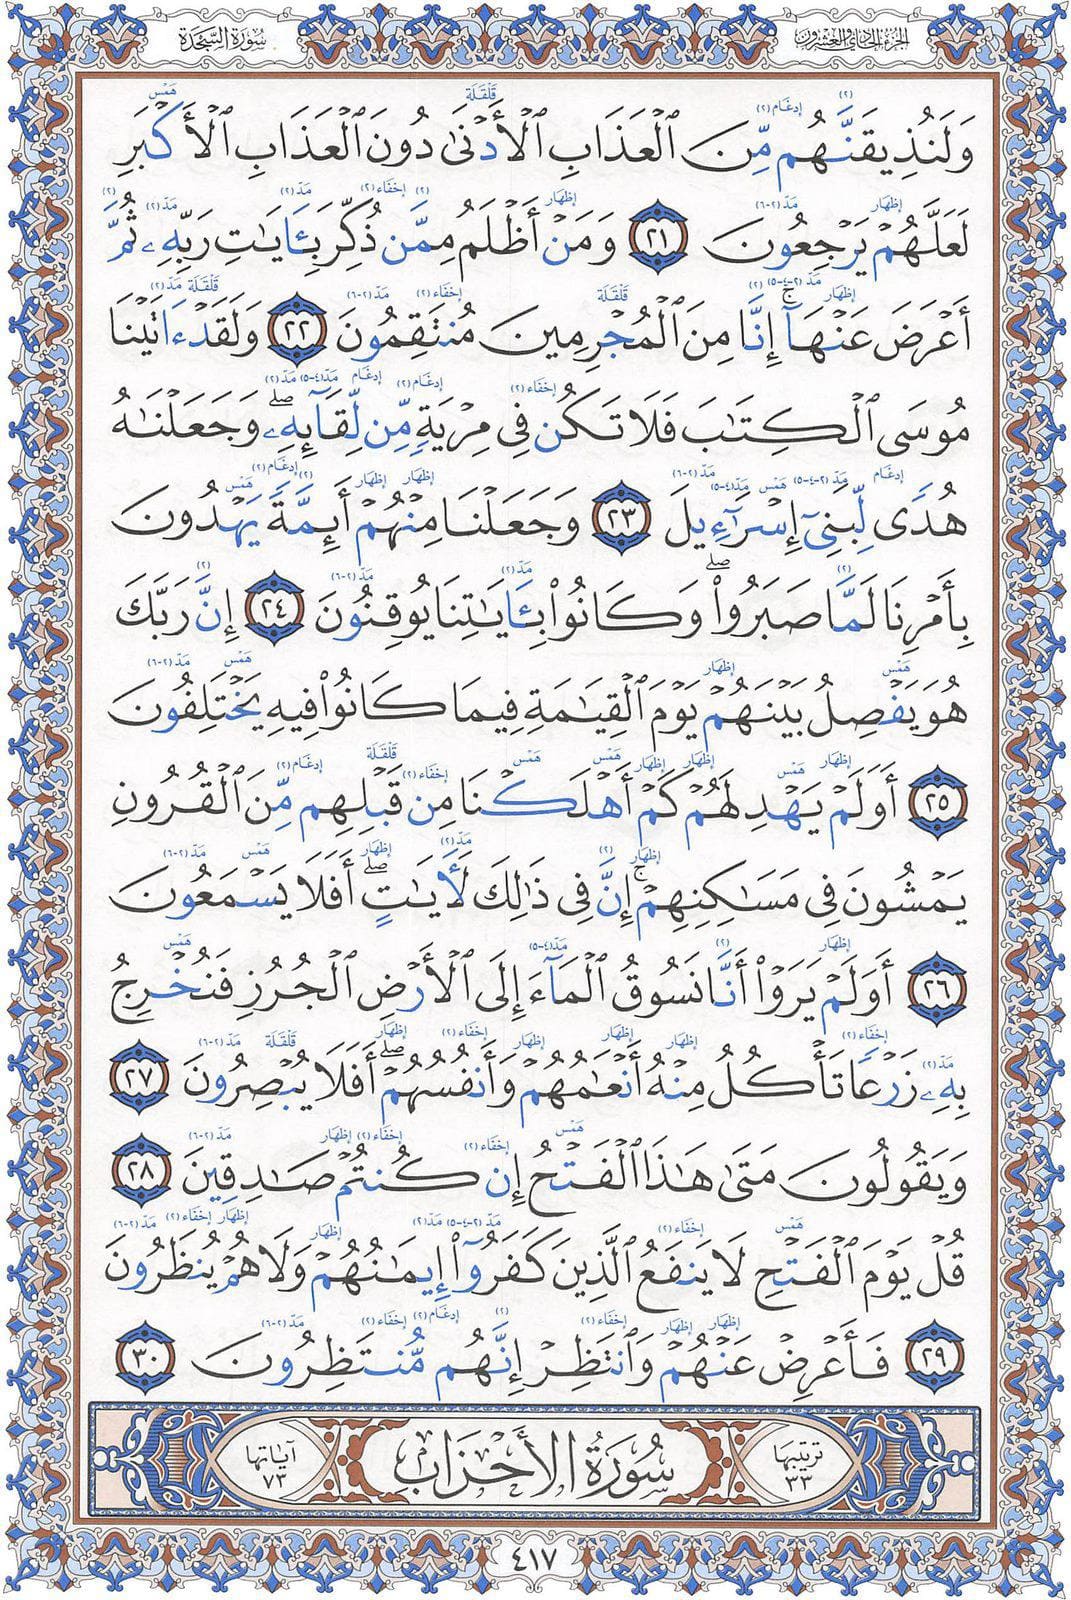 سُورَةُ السَّجْدَة
الجزء الحادي والعشرون
وَلَنُذِيقَنَّهُم مِّنَ ٱلْعَذَابِ ٱلْأَدْنَىٰ دُونَ ٱلْعَذَابِ ٱلْأَكْبَرِ
لَعَلَّهُمْ يَرْجِعُونَ ٢١ وَمَنْ أَظْلَمُ مِمَّن ذُكِّرَ بِـَٔايَـٰتِ رَبِّهِۦ ثُمَّ
أَعْرَضَ عَنْهَآ ۚ إِنَّا مِنَ ٱلْمُجْرِمِينَ مُنتَقِمُونَ ٢٢ وَلَقَدْ ءَاتَيْنَا
مُوسَى ٱلْكِتَـٰبَ فَلَا تَكُن فِى مِرْيَةٍ مِّن لِّقَآئِهِۦ ۖ وَجَعَلْنَـٰهُ
هُدًى لِّبَنِىٓ إِسْرَٰٓءِيلَ ٢٣ وَجَعَلْنَا مِنْهُمْ أَئِمَّةً يَهْدُونَ
بِأَمْرِنَا لَمَّا صَبَرُوا۟ ۖ وَكَانُوا۟ بِـَٔايَـٰتِنَا يُوقِنُونَ ٢٤ إِنَّ رَبَّكَ
هُوَ يَفْصِلُ بَيْنَهُمْ يَوْمَ ٱلْقِيَـٰمَةِ فِيمَا كَانُوا۟ فِيهِ يَخْتَلِفُونَ
٢٥ أَوَلَمْ يَهْدِ لَهُمْ كَمْ أَهْلَكْنَا مِن قَبْلِهِم مِّنَ ٱلْقُرُونِ
يَمْشُونَ فِى مَسَـٰكِنِهِمْ ۚ إِنَّ فِى ذَٰلِكَ لَـَٔايَـٰتٍ ۖ أَفَلَا يَسْمَعُونَ
٢٦ أَوَلَمْ يَرَوْا۟ أَنَّا نَسُوقُ ٱلْمَآءَ إِلَى ٱلْأَرْضِ ٱلْجُرُزِ فَنُخْرِجُ
بِهِۦ زَرْعًا تَأْكُلُ مِنْهُ أَنْعَـٰمُهُمْ وَأَنفُسُهُمْ ۖ أَفَلَا يُبْصِرُونَ ٢٧
وَيَقُولُونَ مَتَىٰ هَـٰذَا ٱلْفَتْحُ إِن كُنتُمْ صَـٰدِقِينَ ٢٨
قُلْ يَوْمَ ٱلْفَتْحِ لَا يَنفَعُ ٱلَّذِينَ كَفَرُوٓا۟ إِيمَـٰنُهُمْ وَلَا هُمْ يُنظَرُونَ
٢٩ فَأَعْرِضْ عَنْهُمْ وَٱنتَظِرْ إِنَّهُم مُّنتَظِرُونَ ٣٠
ترتيبها ٣٣ سُورَةُ الأَحْزَابِ آياتها ٧٣
٤١٧